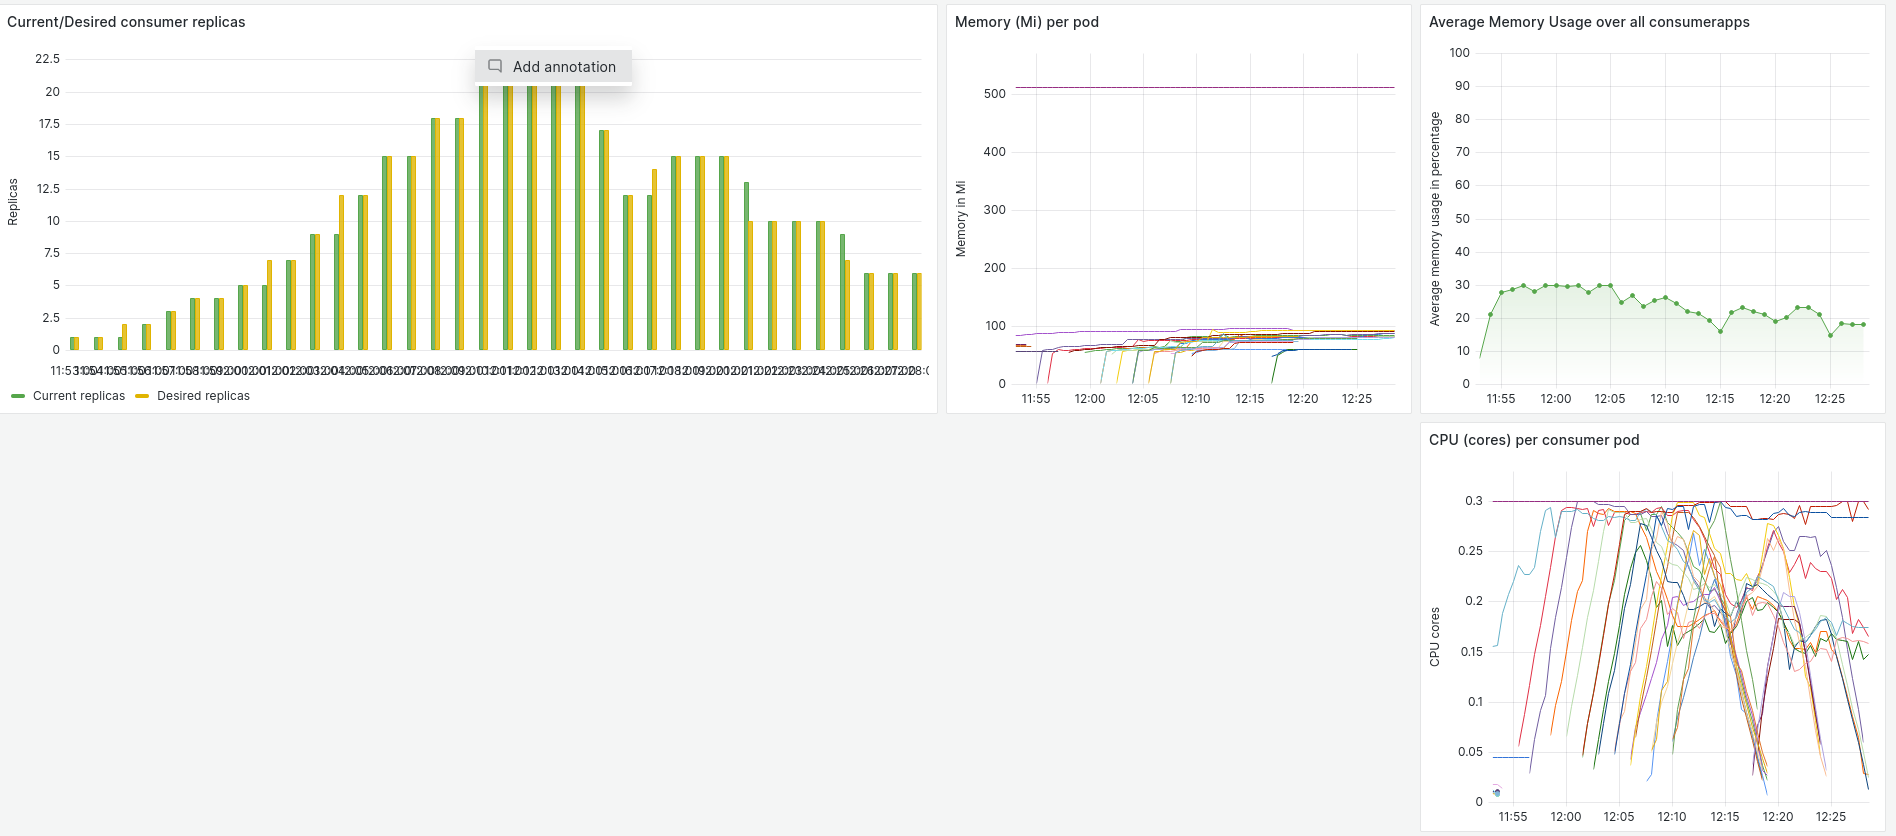 Current/Desired consumer replicas
Add annotation
22.5
20
17.5
15
12.5
10
7.5
5
2.5
0
Replicas
Current replicas
Desired replicas
Memory (Mi) per pod
500
400
300
200
100
0
Memory in Mi
11:55 12:00 12:05 12:10 12:15 12:20 12:25
Average Memory Usage over all consumerapps
100
90
80
70
60
50
40
30
20
10
0
Average memory usage in percentage
11:55 12:00 12:05 12:10 12:15 12:20 12:25
CPU (cores) per consumer pod
0.3
0.25
0.2
0.15
0.1
0.05
0
CPU cores
11:55 12:00 12:05 12:10 12:15 12:20 12:25